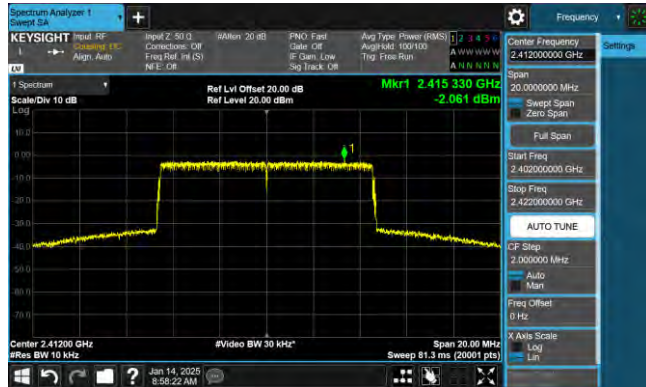 Spectrum Analyzer 1
Swept SA
+
Frequency
KEYSIGHT
Input: RF
Coupling: DC
Align: Auto
Input Z: 50 Ω
Corrections: Off
Freq Ref: Int (S)
NFE: Off
#Atten: 20 dB
PNO: Fast
Gate: Off
IF Gain: Low
Sig Track: Off
Avg Type: Power (RMS)
Avg|Hold: 100/100
Trig: Free Run
1 2 3 4 5 6
A W W W W W
A N N N N N
L
LXI
1 Spectrum
Scale/Div 10 dB
Log
Ref Lvl Offset 20.00 dB
Ref Level 20.00 dBm
Mkr1 2.415 330 GHz
-2.061 dBm
10.0
0.00
-10.0
-20.0
-30.0
-40.0
-50.0
-60.0
-70.0
1
Center 2.41200 GHz
#Res BW 10 kHz
#Video BW 30 kHz*
Span 20.00 MHz
Sweep 81.3 ms (20001 pts)
Center Frequency
2.412000000 GHz
Settings
Span
20.0000000 MHz
Swept Span
Zero Span
Full Span
Start Freq
2.402000000 GHz
Stop Freq
2.422000000 GHz
AUTO TUNE
CF Step
2.000000 MHz
Auto
Man
Freq Offset
0 Hz
X Axis Scale
Log
Lin
?
Jan 14, 2025
8:58:22 AM